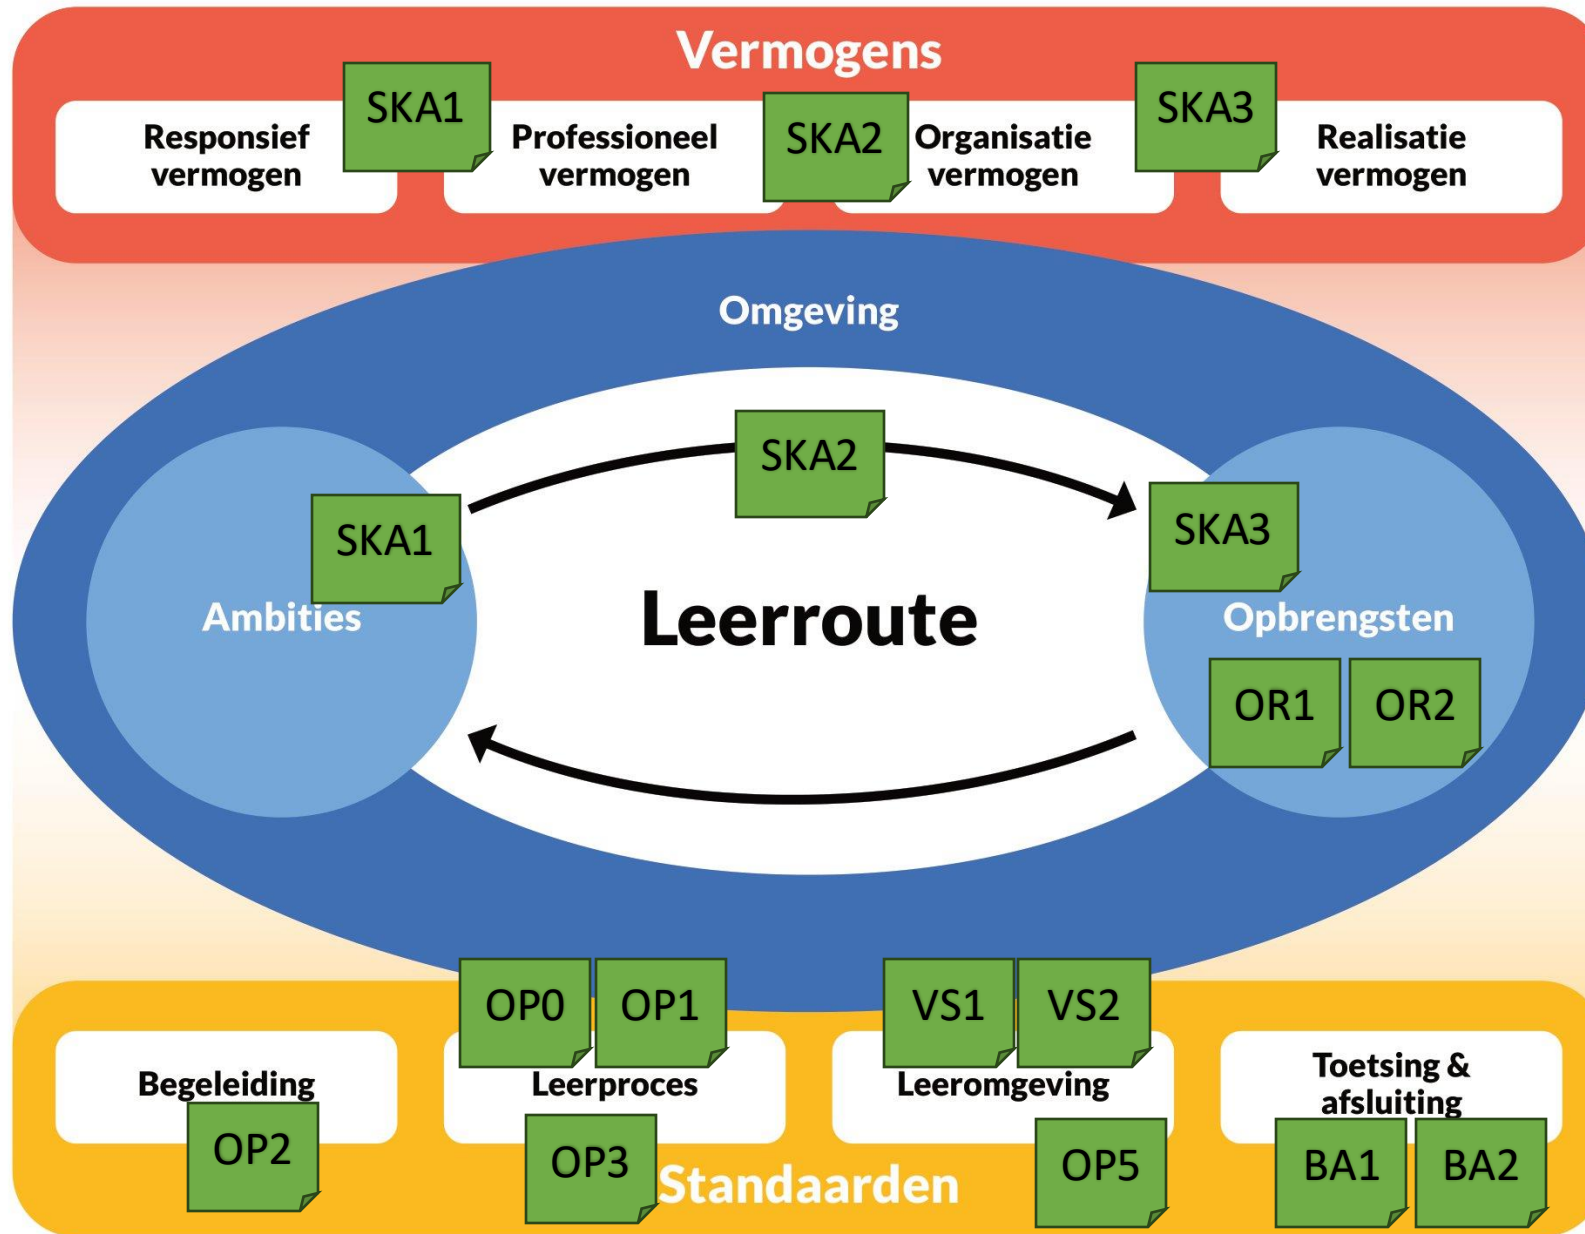 Vermogens
SKA1
SKA2
SKA3
Responsief
vermogen
Professioneel
vermogen
Organisatie
vermogen
Realisatie
vermogen
Omgeving
SKA2
SKA1
SKA3
Ambities
Leerroute
Opbrengsten
OR1
OR2
OP0
OP1
VS1
VS2
Begeleiding
Leerproces
Leeromgeving
Toetsing &
afsluiting
OP2
OP3
OP5
BA1
BA2
Standaarden